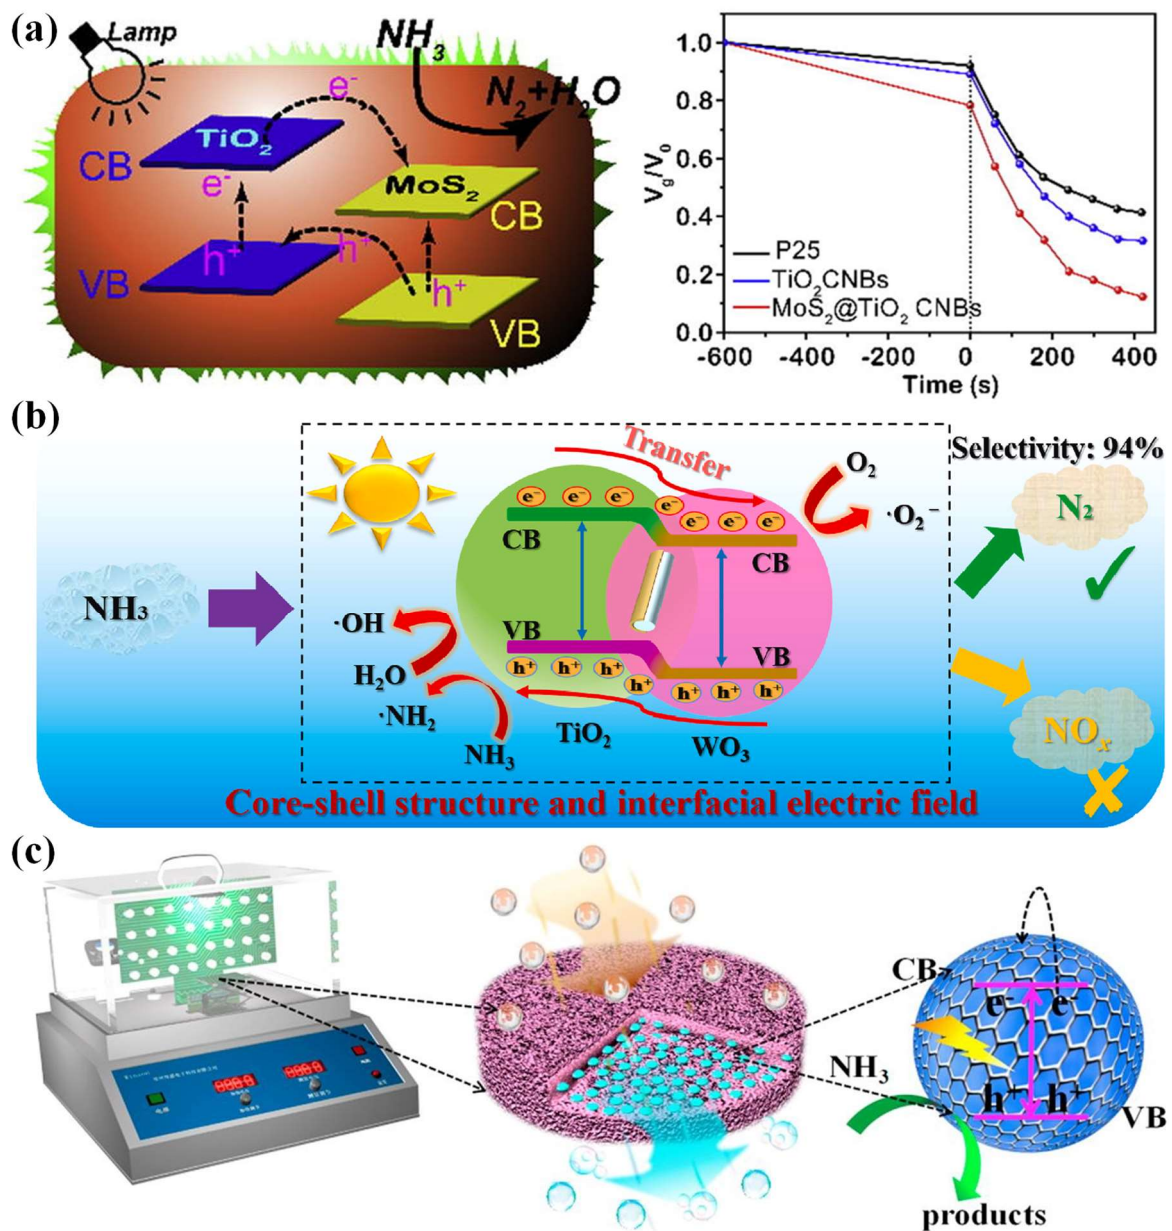 (a)
Lamp
NH₃
N₂+H₂O
e⁻
TiO₂
CB
e⁻
MoS₂
CB
h⁺
h⁺
VB
h⁺
VB
1.0
0.8
0.6
0.4
0.2
0.0
Vg/V0
P25
TiO₂CNBs
MoS₂@TiO₂ CNBs
-600
-400
-200
0
200
400
Time (s)
(b)
Transfer
Selectivity: 94%
O₂
·O₂⁻
N₂
e⁻ e⁻ e⁻ e⁻ e⁻ e⁻ e⁻
CB
CB
NH₃
·OH
VB
VB
H₂O
h⁺ h⁺ h⁺ h⁺ h⁺ h⁺ h⁺
·NH₂
NH₃
TiO₂
WO₃
NOx
Core-shell structure and interfacial electric field
(c)
CB
e⁻ e⁻
NH₃
h⁺ h⁺
VB
products